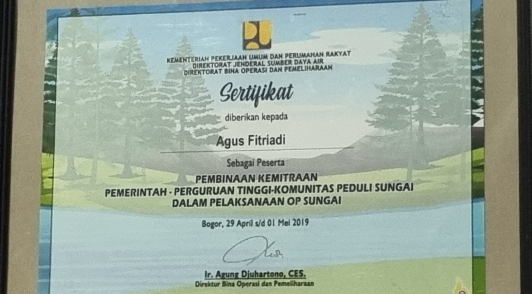 KEMENTERIAN PEKERJAAN UMUM DAN PERUMAHAN RAKYAT
DIREKTORAT JENDERAL SUMBER DAYA AIR
DIREKTORAT BINA OPERASI DAN PEMELIHARAAN
Sertifikat
diberikan kepada
Agus Fitriadi
Sebagai Peserta
PEMBINAAN KEMITRAAN
PEMERINTAH - PERGURUAN TINGGI-KOMUNITAS PEDULI SUNGAI
DALAM PELAKSANAAN OP SUNGAI
Bogor, 29 April s/d 01 Mei 2019
Ir. Agung Djuhartono, CES.
Direktur Bina Operasi dan Pemeliharaan